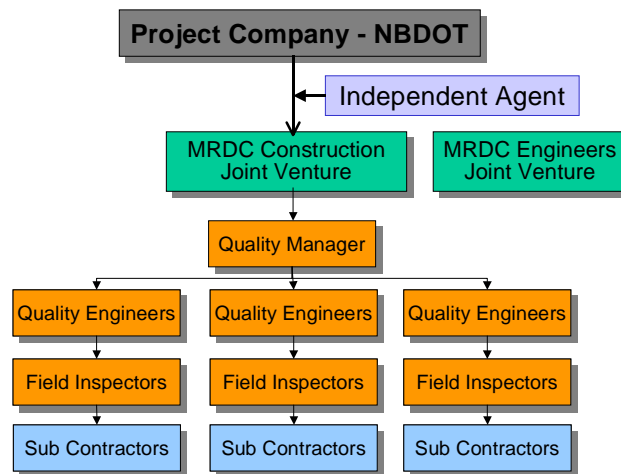 Project Company - NBDOT
Independent Agent
MRDC Construction
Joint Venture
MRDC Engineers
Joint Venture
Quality Manager
Quality Engineers
Quality Engineers
Quality Engineers
Field Inspectors
Field Inspectors
Field Inspectors
Sub Contractors
Sub Contractors
Sub Contractors